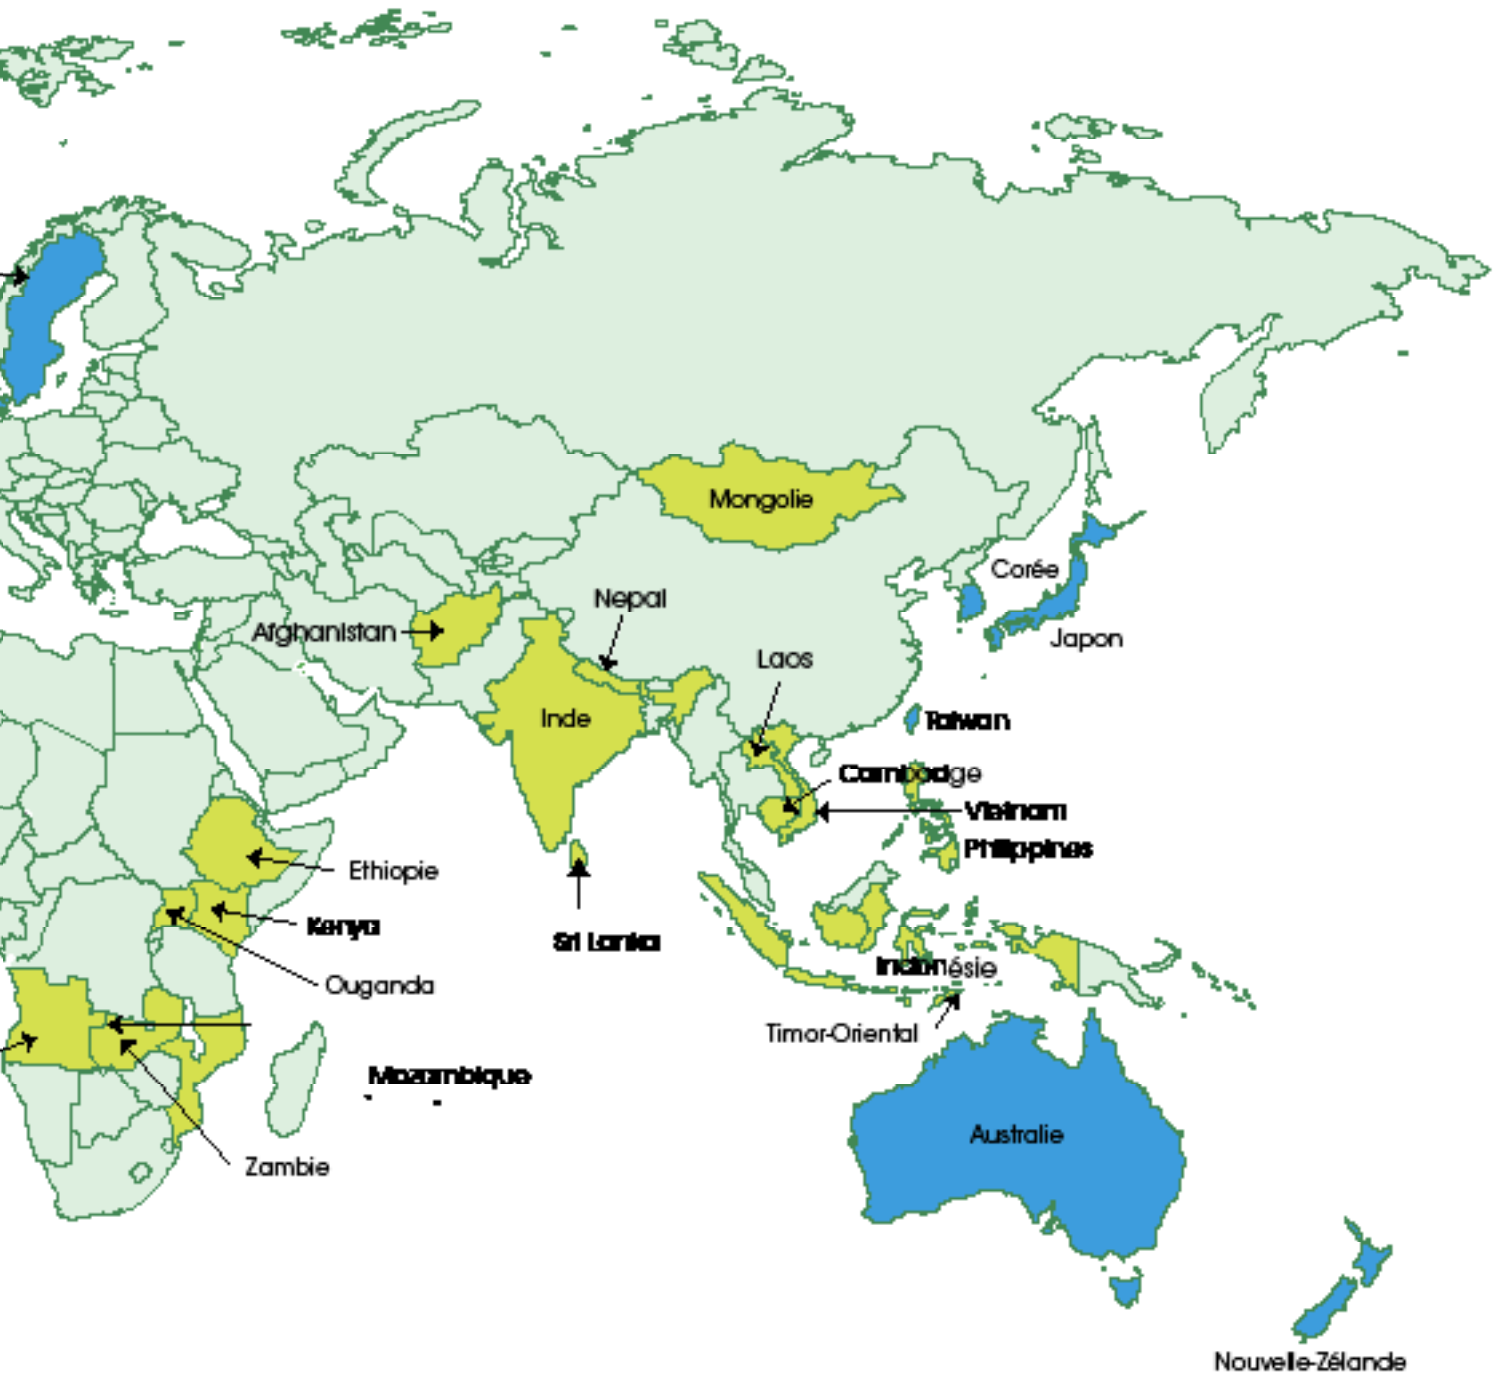 Mongolie
Corée
Nepal
Afghanistan
Japon
Laos
Inde
Taiwan
Cambodge
Vietnam
Philippines
Ethiopie
Kenya
Sri Lanka
Indonésie
Ouganda
Timor-Oriental
Mozambique
Australie
Zambie
Nouvelle-Zélande